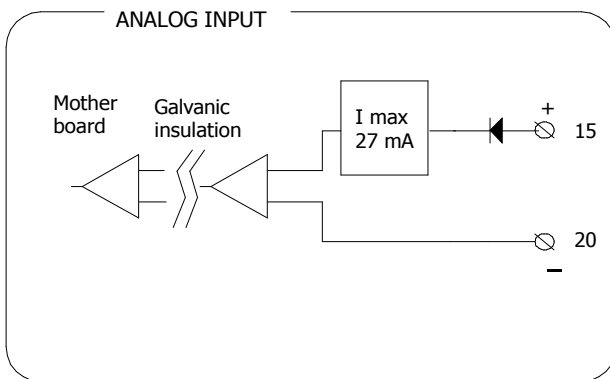 ANALOG INPUT
Mother
board
Galvanic
insulation
I max
27 mA
+
15
20
–